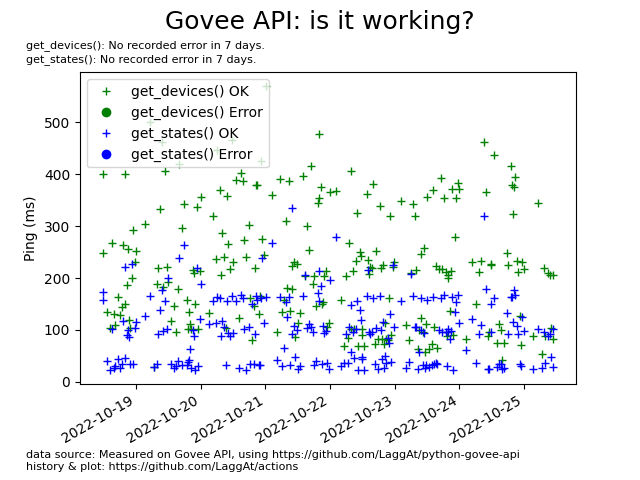 Govee API: is it working?
get_devices(): No recorded error in 7 days.
get_states(): No recorded error in 7 days.
get_devices() OK
get_devices() Error
get_states() OK
get_states() Error
Ping (ms)
500
400
300
200
100
0
2022-10-19
2022-10-20
2022-10-21
2022-10-22
2022-10-23
2022-10-24
2022-10-25
data source: Measured on Govee API, using https://github.com/LaggAt/python-govee-api
history & plot: https://github.com/LaggAt/actions